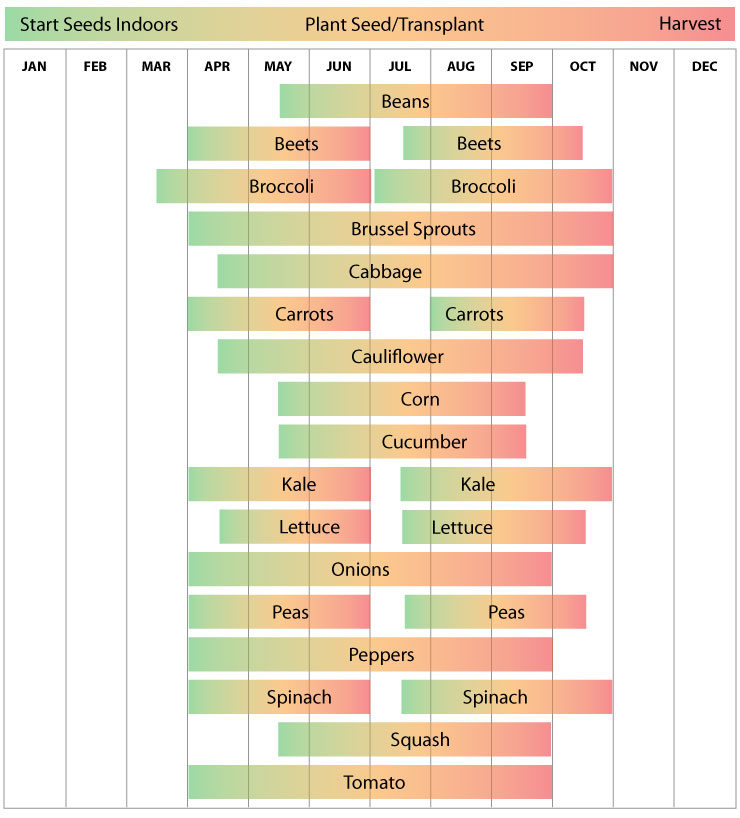 Start Seeds Indoors Plant Seed/Transplant Harvest
JAN FEB MAR APR MAY JUN JUL AUG SEP OCT NOV DEC
Beans
Beets Beets
Broccoli Broccoli
Brussel Sprouts
Cabbage
Carrots Carrots
Cauliflower
Corn
Cucumber
Kale Kale
Lettuce Lettuce
Onions
Peas Peas
Peppers
Spinach Spinach
Squash
Tomato